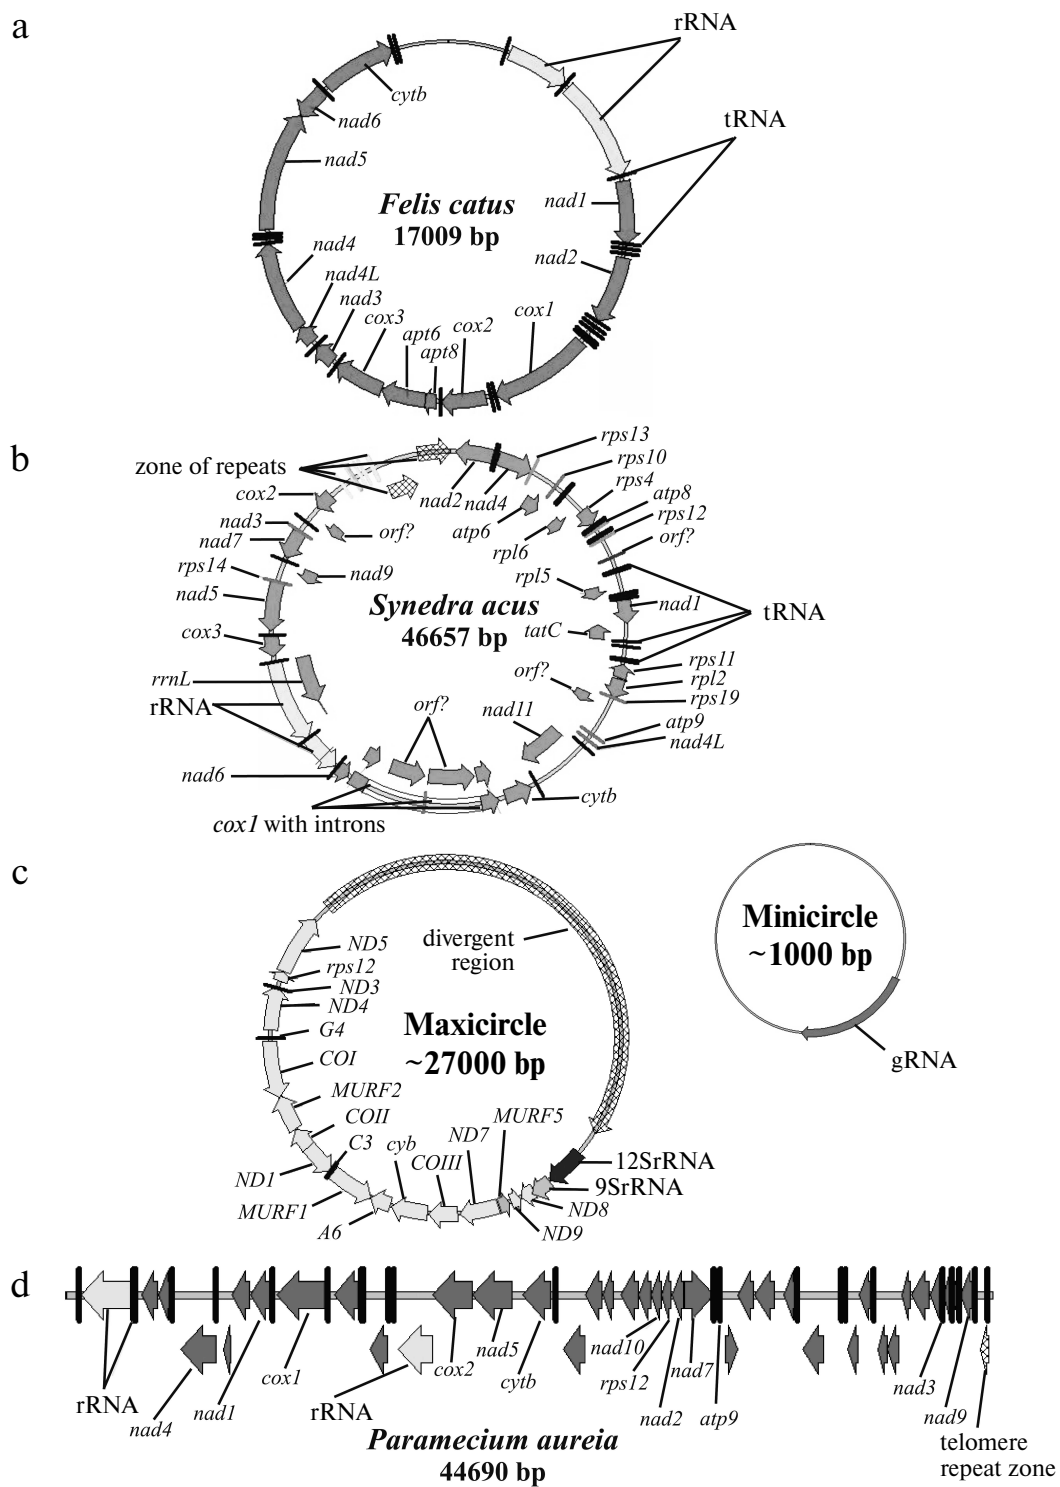 a
rRNA
cytb
nad6
tRNA
nad5
Felis catus
17009 bp
nad1
nad4
nad2
nad4L
nad3
cox3
cox1
apt6
cox2
apt8
b
rps13
zone of repeats
rps10
cox2
nad2
nad4
rps4
atp8
nad3
orf?
atp6
rps12
nad7
rpl6
orf?
rps14
nad9
rpl5
nad5
Synedra acus
46657 bp
nad1
tRNA
cox3
tatC
rrnL
orf?
rps11
rpl2
rRNA
orf?
nad11
rps19
atp9
nad4L
nad6
cytb
cox1 with introns
c
Minicircle
~1000 bp
gRNA
divergent
region
ND5
rps12
ND3
ND4
Maxicircle
~27000 bp
G4
COI
MURF2
COII
MURF5
C3
cyb
ND7
COIII
12SrRNA
ND1
9SrRNA
MURF1
ND8
A6
ND9
d
rRNA
nad4
nad1
cox1
rRNA
cox2
nad5
cytb
nad10
rps12
nad2
nad7
atp9
nad3
nad9
telomere
repeat zone
Paramecium aureia
44690 bp